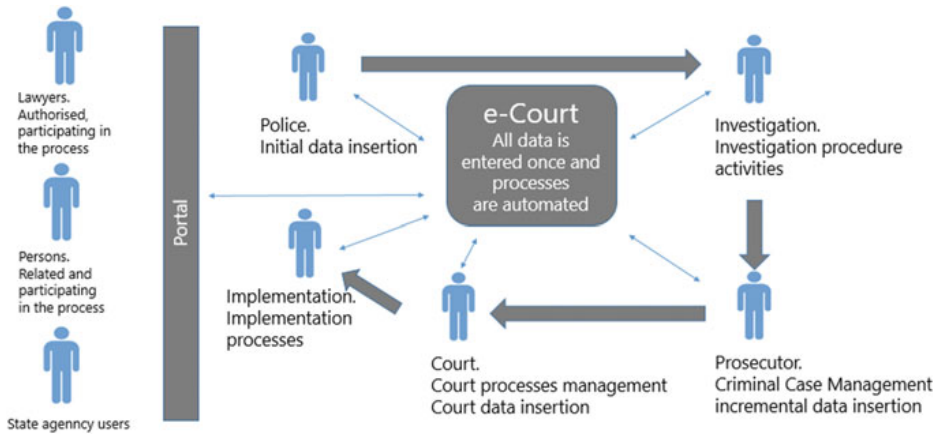 Lawyers.
Authorised,
participating in
the process
Persons.
Related and
participating
in the process
State agenncy users
Portal
Police.
Initial data insertion
e-Court
All data is
entered once and
processes
are automated
Investigation.
Investigation procedure
activities
Implementation.
Implementation
processes
Court.
Court processes management
Court data insertion
Prosecutor.
Criminal Case Management
incremental data insertion